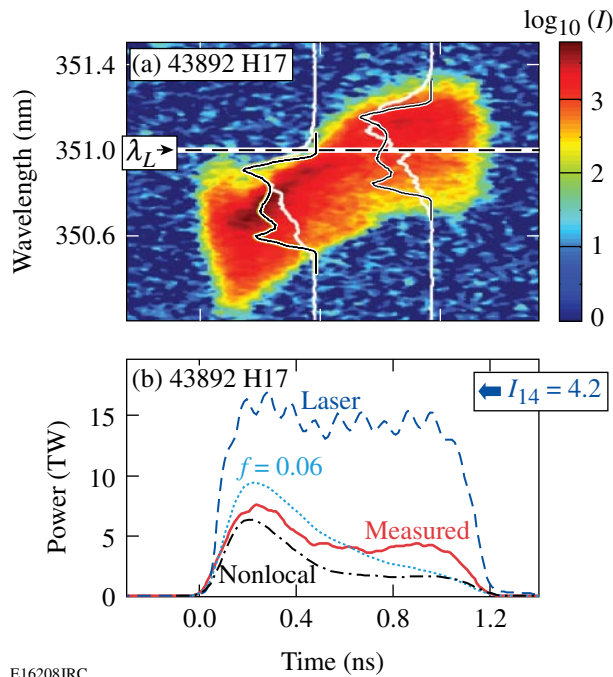 log₁₀ (I)
(a) 43892 H17
351.4
351.0
350.6
λL
Wavelength (nm)
3
2
1
0
(b) 43892 H17
I₁₄ = 4.2
Laser
15
10
5
0
Power (TW)
f = 0.06
Measured
Nonlocal
0.0 0.4 0.8 1.2
Time (ns)
E16208JRC